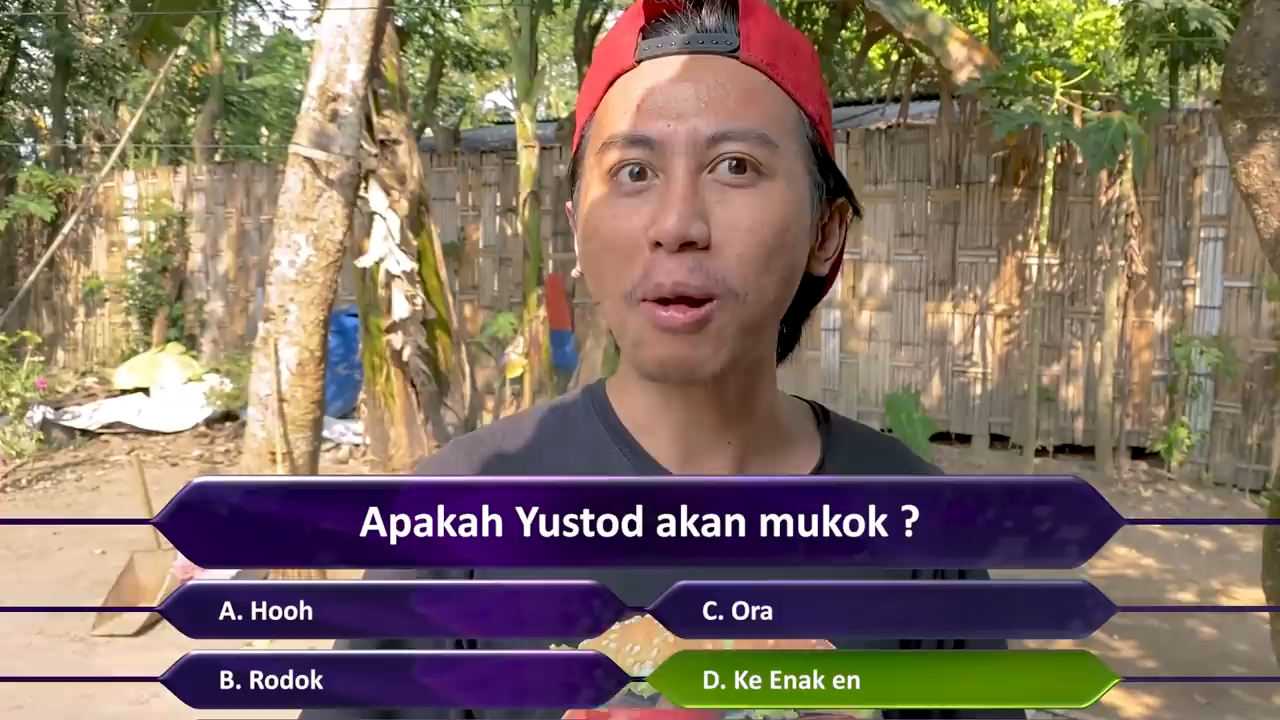 Apakah Yustod akan mukok ?
A. Hooh
C. Ora
B. Rodok
D. Ke Enak en